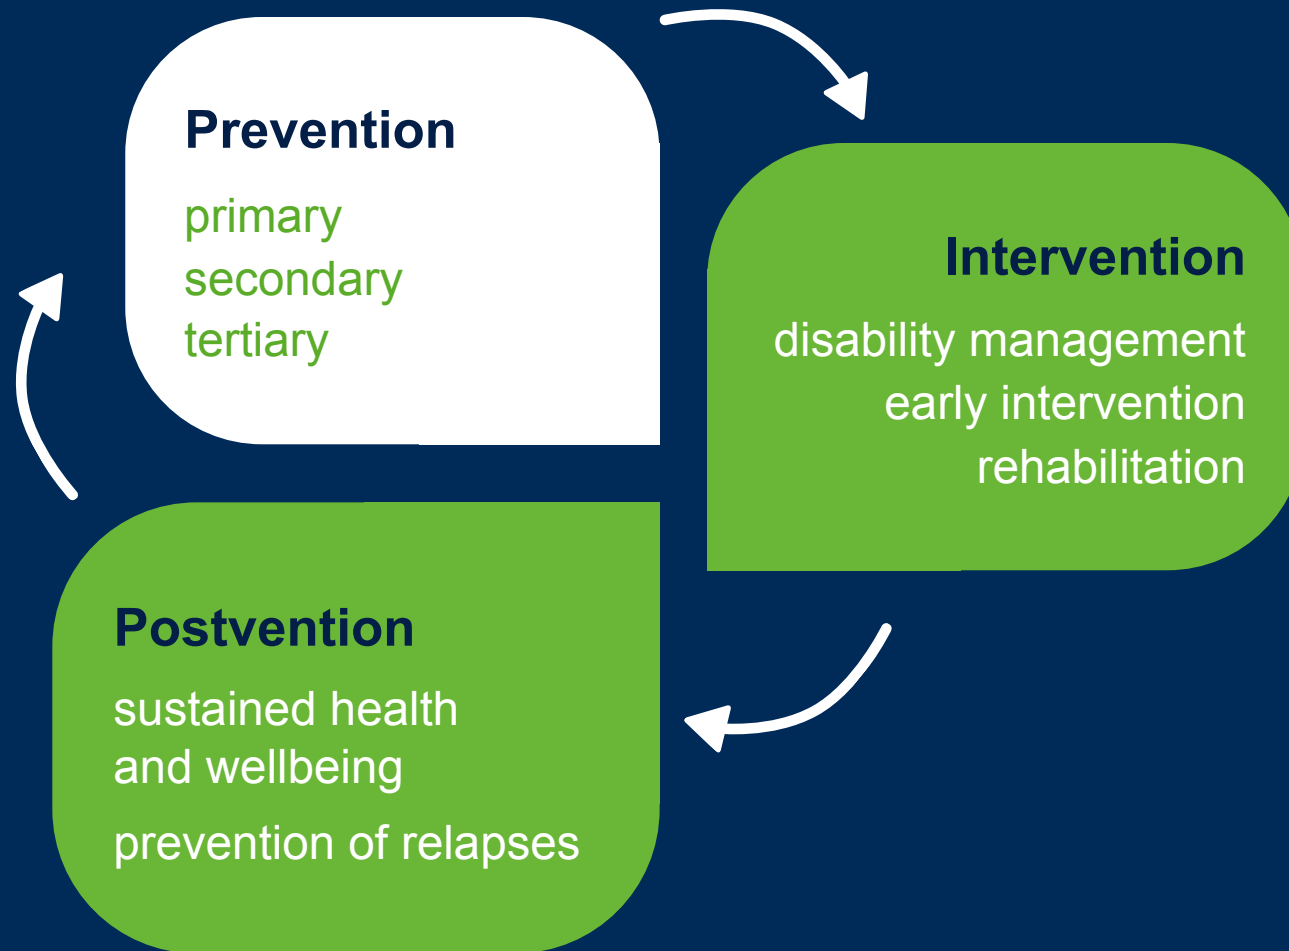 Prevention
primary
secondary
tertiary
Intervention
disability management
early intervention
rehabilitation
Postvention
sustained health
and wellbeing
prevention of relapses